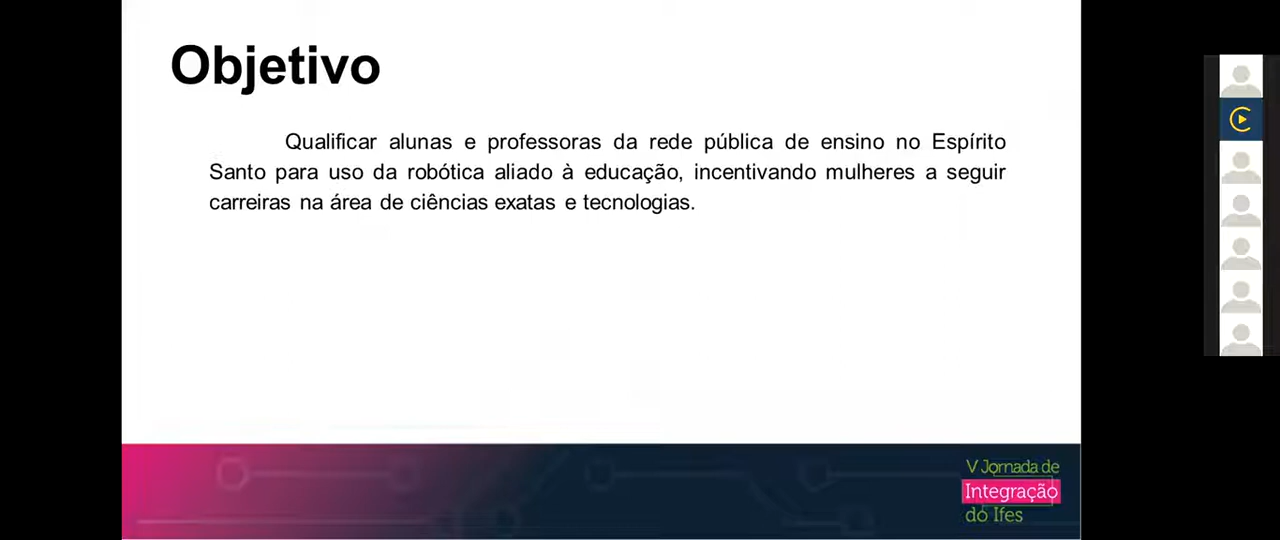 Objetivo
Qualificar alunas e professoras da rede pública de ensino no Espírito
Santo para uso da robótica aliado à educação, incentivando mulheres a seguir
carreiras na área de ciências exatas e tecnologias.
V Jornada de
Integração
do Ifes